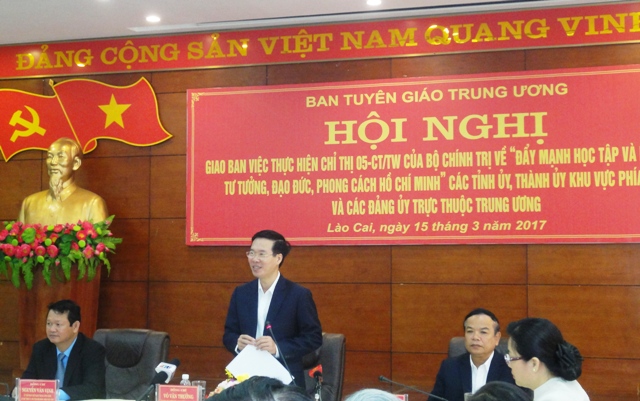 ĐẢNG CỘNG SẢN VIỆT NAM QUANG VINH
BAN TUYÊN GIÁO TRUNG ƯƠNG
HỘI NGHỊ
GIAO BAN VIỆC THỰC HIỆN CHỈ THỊ 05-CT/TW CỦA BỘ CHÍNH TRỊ VỀ "ĐẨY MẠNH HỌC TẬP VÀ
TƯ TƯỞNG, ĐẠO ĐỨC, PHONG CÁCH HỒ CHÍ MINH" CÁC TỈNH ỦY, THÀNH ỦY KHU VỰC PHÍA
VÀ CÁC ĐẢNG ỦY TRỰC THUỘC TRUNG ƯƠNG
Lào Cai, ngày 15 tháng 3 năm 2017
NGUYỄN VĂN VỊNH
VÕ VĂN THƯỞNG